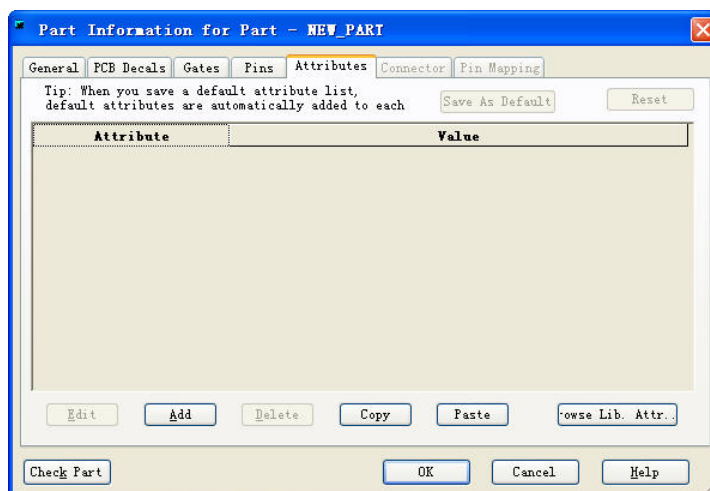 Part Information for Part - NEW_PART
General PCB Decals Gates Pins Attributes Connector Pin Mapping
Tip: When you save a default attribute list,
default attributes are automatically added to each
Save As Default Reset
Attribute Value
Edit Add Delete Copy Paste owse Lib. Attr..
Check Part OK Cancel Help